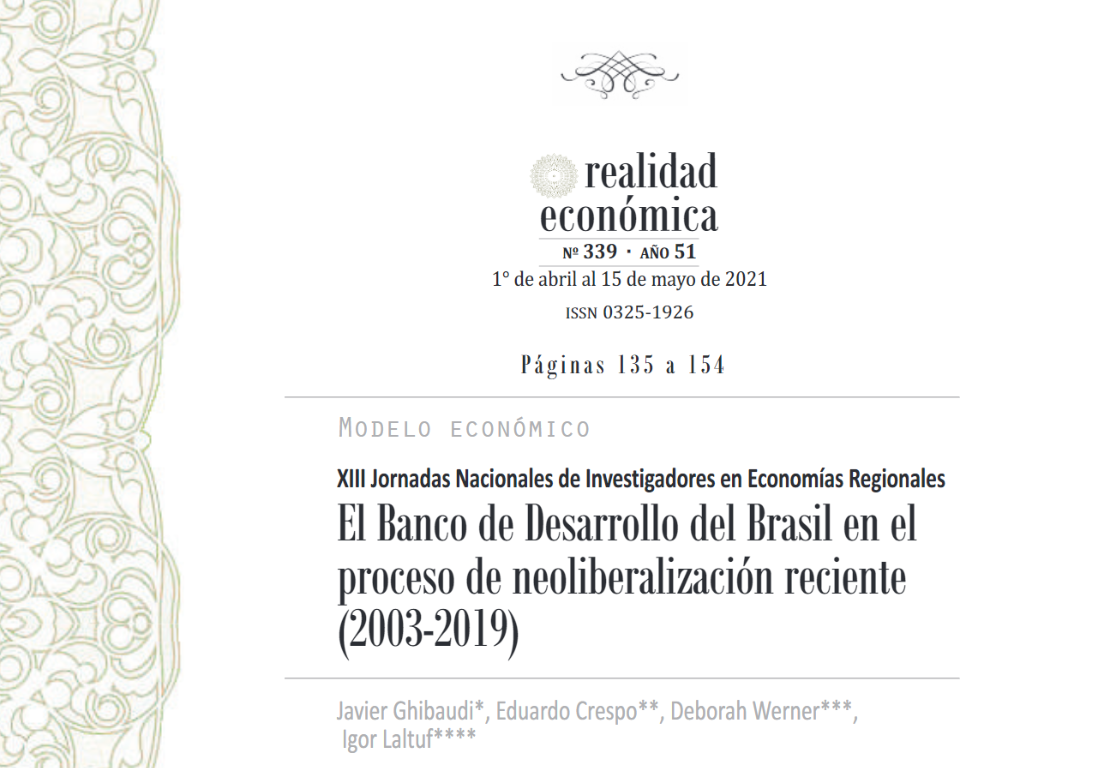 realidad
económica
Nº 339 · AÑO 51
1° de abril al 15 de mayo de 2021
ISSN 0325-1926
Páginas 135 a 154
Modelo económico
XIII Jornadas Nacionales de Investigadores en Economías Regionales
El Banco de Desarrollo del Brasil en el
proceso de neoliberalización reciente
(2003-2019)
Javier Ghibaudi*, Eduardo Crespo**, Deborah Werner***,
Igor Laltuf****